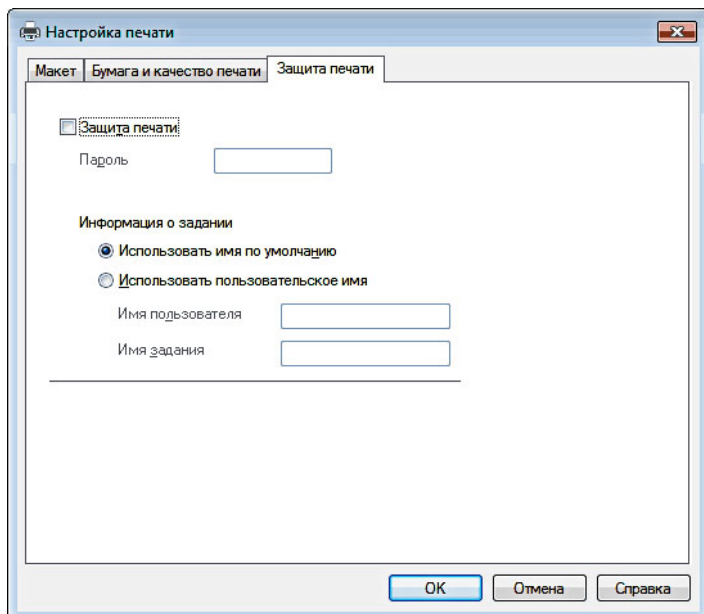 Настройка печати
Макет Бумага и качество печати Защита печати
Защита печати
Пароль
Информация о задании
Использовать имя по умолчанию
Использовать пользовательское имя
Имя пользователя
Имя задания
OK Отмена Справка